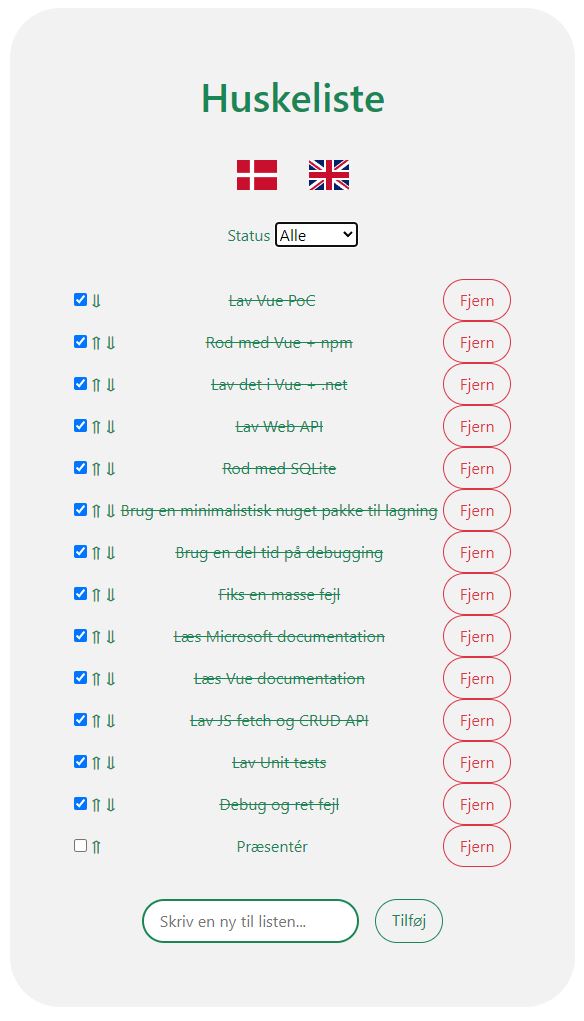 Huskeliste
Status Alle
⇓ Lav Vue PoC Fjern
⇑ ⇓ Rod med Vue + npm Fjern
⇑ ⇓ Lav det i Vue + .net Fjern
⇑ ⇓ Lav Web API Fjern
⇑ ⇓ Rod med SQLite Fjern
⇑ ⇓ Brug en minimalistisk nuget pakke til lagning Fjern
⇑ ⇓ Brug en del tid på debugging Fjern
⇑ ⇓ Fiks en masse fejl Fjern
⇑ ⇓ Læs Microsoft documentation Fjern
⇑ ⇓ Læs Vue documentation Fjern
⇑ ⇓ Lav JS fetch og CRUD API Fjern
⇑ ⇓ Lav Unit tests Fjern
⇑ ⇓ Debug og ret fejl Fjern
⇑ Præsentér Fjern
Skriv en ny til listen... Tilføj